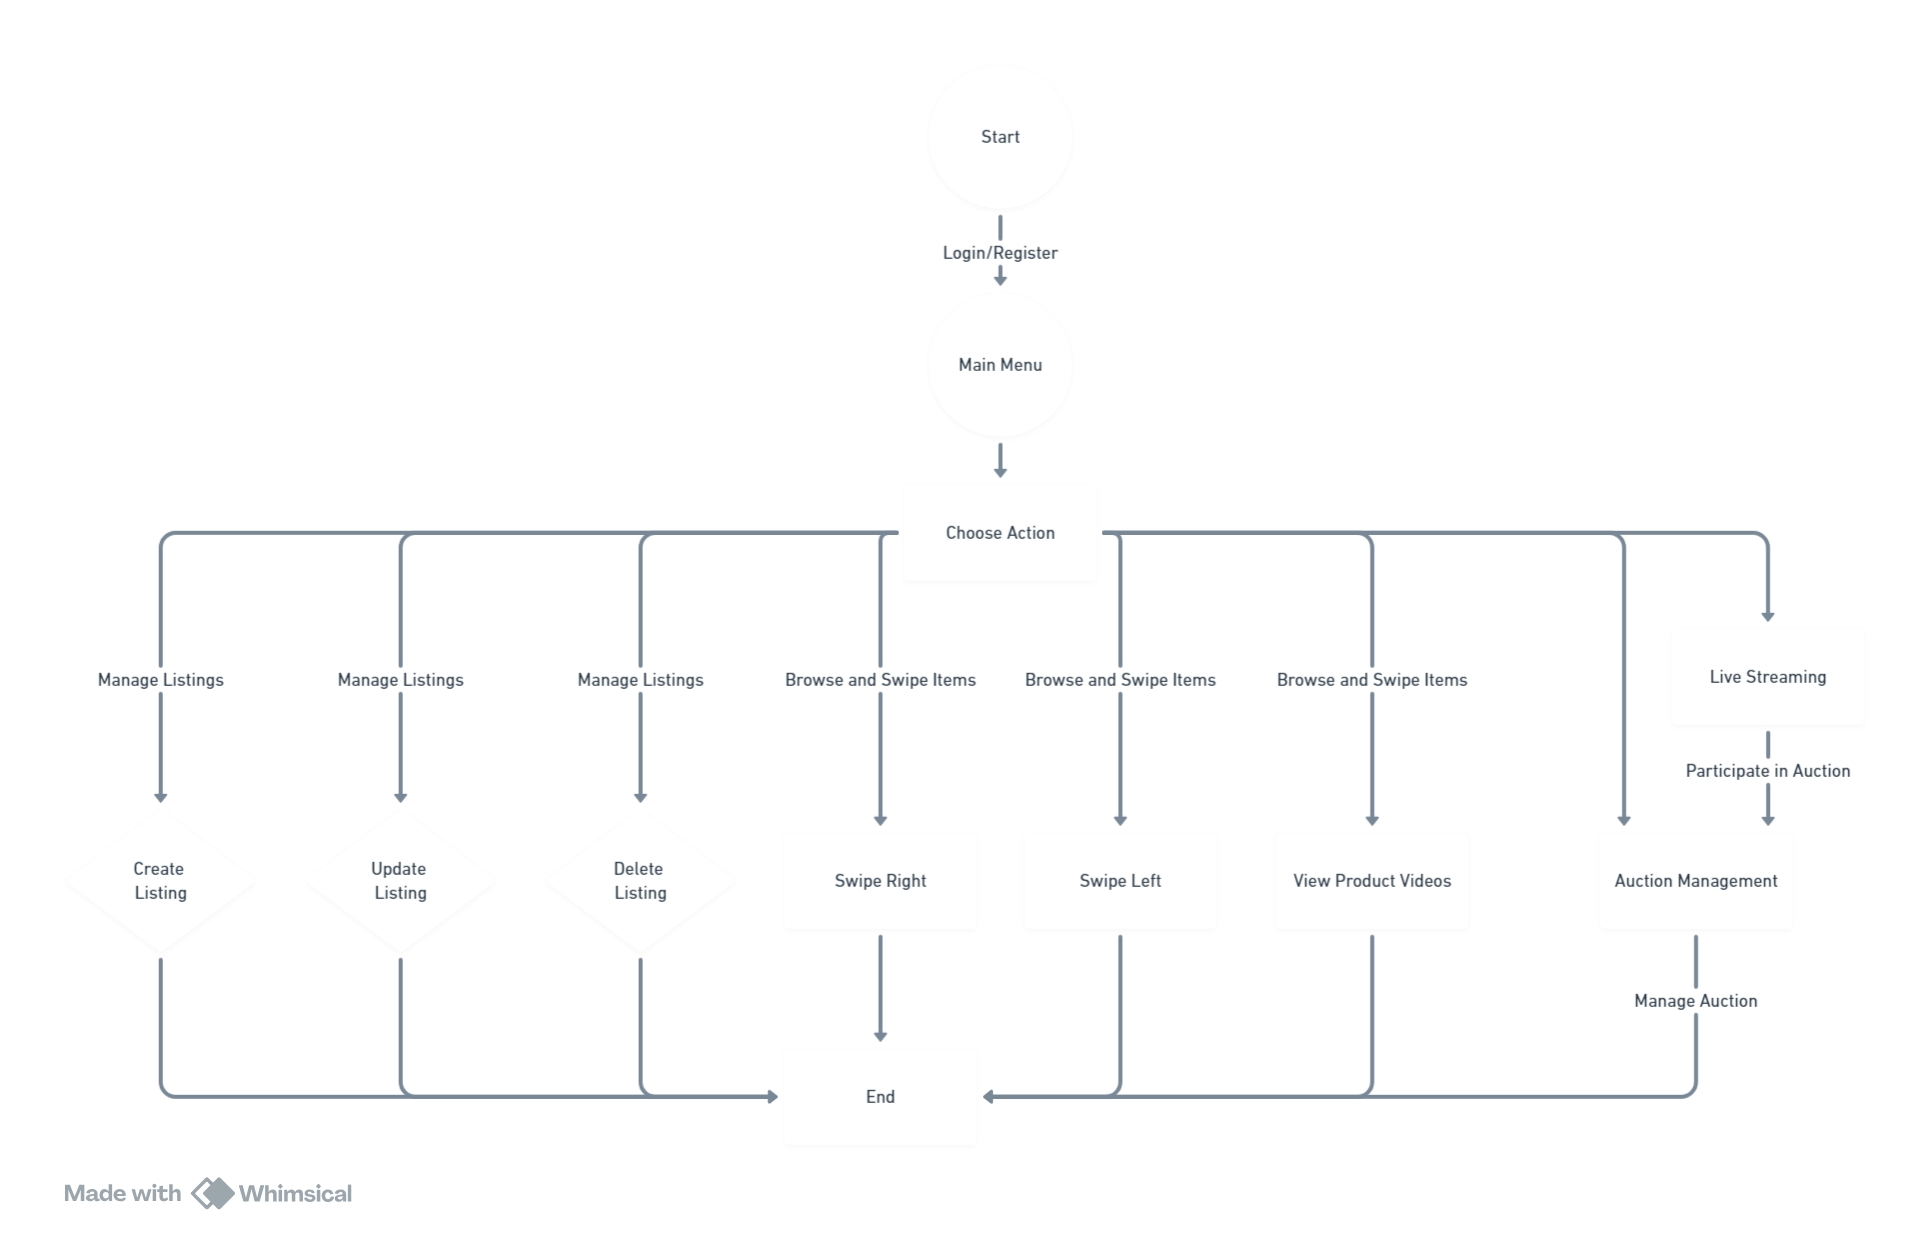 Start
Login/Register
Main Menu
Choose Action
Manage Listings
Manage Listings
Manage Listings
Browse and Swipe Items
Browse and Swipe Items
Browse and Swipe Items
Live Streaming
Participate in Auction
Create
Listing
Update
Listing
Delete
Listing
Swipe Right
Swipe Left
View Product Videos
Auction Management
Manage Auction
End
Made with Whimsical